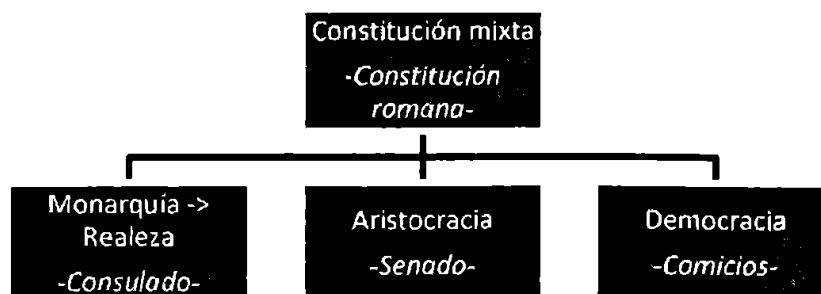 Constitución mixta
-Constitución
romana-
Monarquía ->
Realeza
-Consulado-
Aristocracia
-Senado-
Democracia
-Comicios-